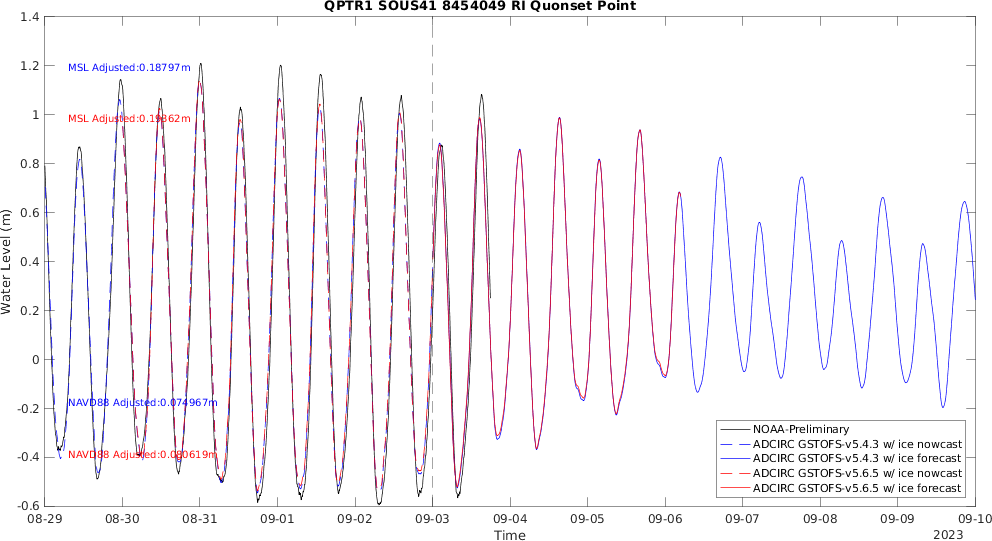 QPTR1 SOUS41 8454049 RI Quonset Point
1.4
1.2
1
0.8
0.6
0.4
0.2
0
-0.2
-0.4
-0.6
Water Level (m)
MSL Adjusted:0.18797m
MSL Adjusted:0.19362m
NAVD88 Adjusted:0.074967m
NAVD88 Adjusted:0.080619m
NOAA-Preliminary
ADCIRC GSTOFS-v5.4.3 w/ ice nowcast
ADCIRC GSTOFS-v5.4.3 w/ ice forecast
ADCIRC GSTOFS-v5.6.5 w/ ice nowcast
ADCIRC GSTOFS-v5.6.5 w/ ice forecast
08-29 08-30 08-31 09-01 09-02 09-03 09-04 09-05 09-06 09-07 09-08 09-09 09-10
Time
2023